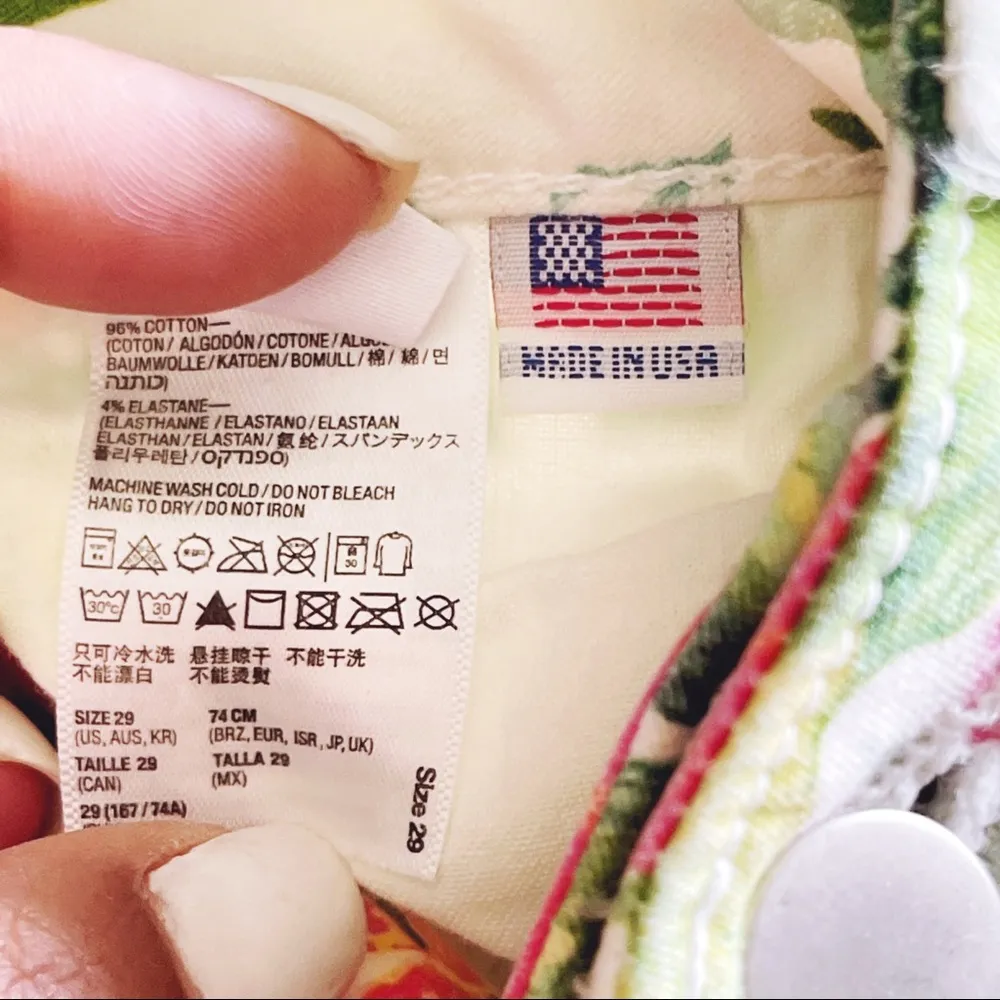 96% COTTON—
(COTON / ALGODÓN / COTONE /
BAUMWOLLE / KATOEN / BOMULL / 棉 / 綿 / 면
כותנה)
4% ELASTANE—
(ELASTHANNE / ELASTANO / ELASTAAN
ELASTHAN / ELASTAN / 氨纶 / スパンデックス
폴리우레탄 / ספנדקס)
MACHINE WASH COLD / DO NOT BLEACH
HANG TO DRY / DO NOT IRON
30
30°c 30
只可冷水洗 悬挂晾干 不能干洗
不能漂白 不能烫熨
SIZE 29 74 CM
(US, AUS, KR) (BRZ, EUR, ISR, JP, UK)
TAILLE 29 TALLA 29
(CAN) (MX)
29 (167 / 74A)
Size 29
MADE IN USA